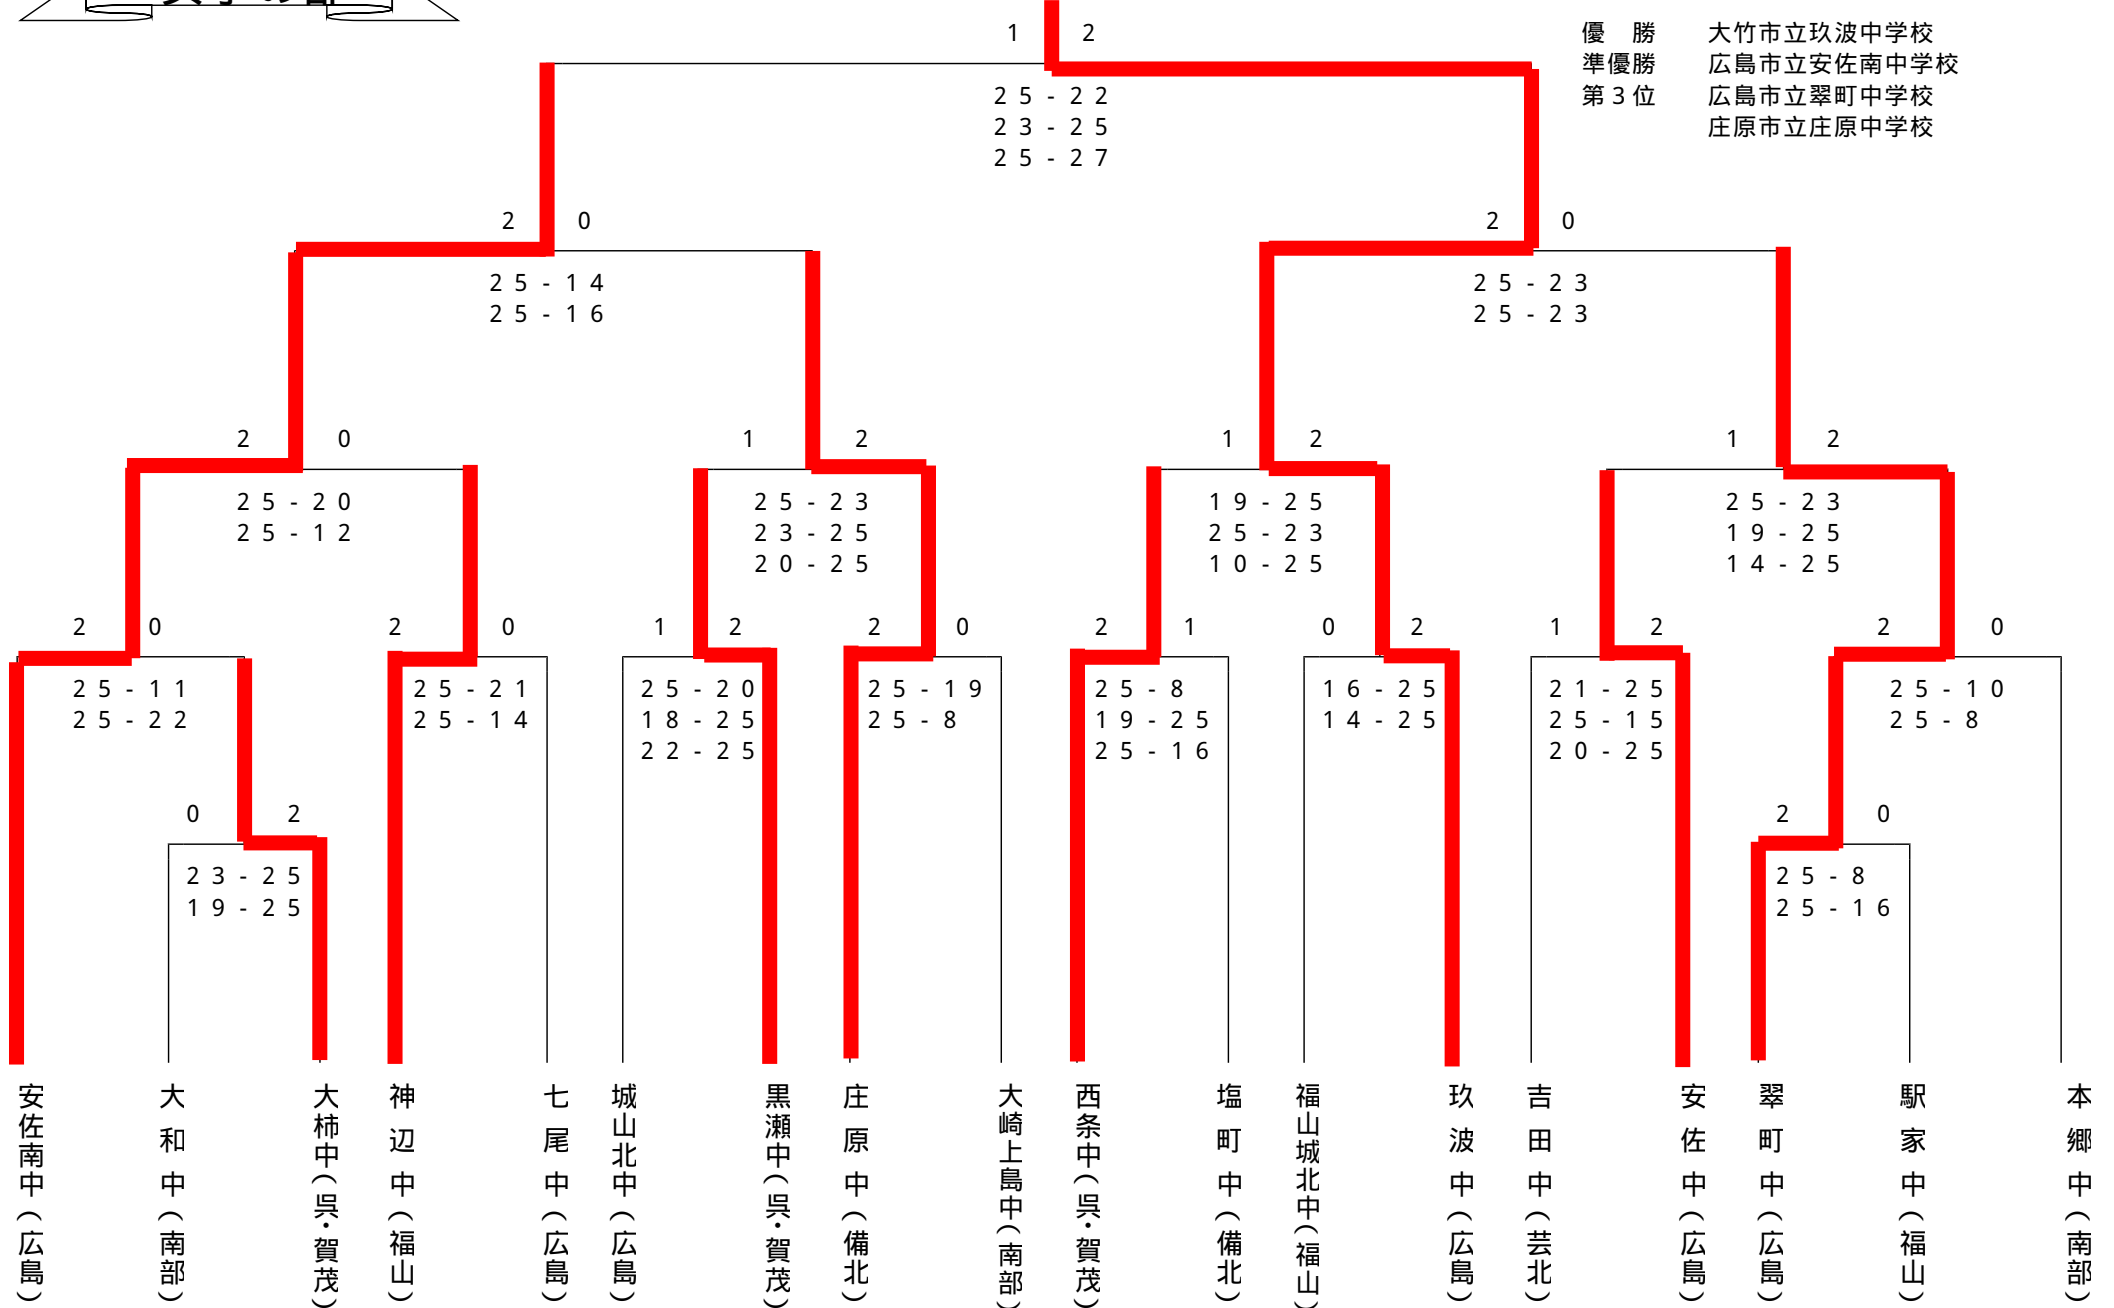 の部
1 2
優 勝 大竹市立玖波中学校
準優勝 広島市立安佐南中学校
第3位 広島市立翠町中学校
庄原市立庄原中学校
25-22
23-25
25-27
2 0
25-14
25-16
2 0
25-23
25-23
2 0
25-20
25-12
1 2
25-23
23-25
20-25
1 2
19-25
25-23
10-25
1 2
25-23
19-25
14-25
2 0
25-11
25-22
2 0
25-21
25-14
1 2
25-20
18-25
22-25
2 0
25-19
25-8
2 1
25-8
19-25
25-16
0 2
16-25
14-25
1 2
21-25
25-15
20-25
2 0
25-10
25-8
0 2
23-25
19-25
2 0
25-8
25-16
安佐南中(広島)
大和中(南部)
大柿中(呉・賀茂)
神辺中(福山)
七尾中(広島)
城山北中(広島)
黒瀬中(呉・賀茂)
庄原中(備北)
大崎上島中(南部)
西条中(呉・賀茂)
塩町中(備北)
福山城北中(福山)
玖波中(広島)
吉田中(芸北)
安佐中(広島)
翠町中(広島)
駅家中(福山)
本郷中(南部)